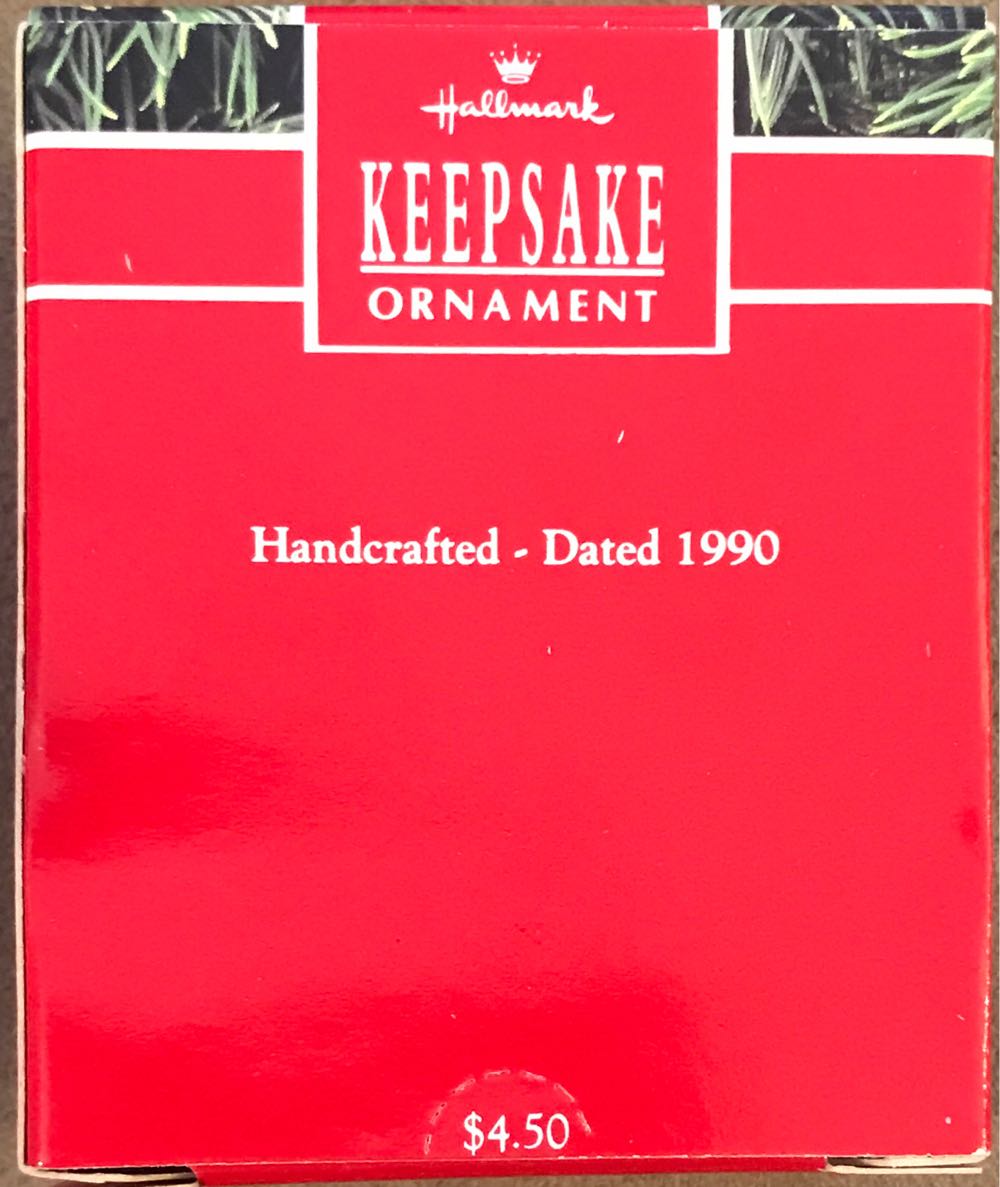 Hallmark
KEEPSAKE
ORNAMENT
Handcrafted - Dated 1990
$4.50